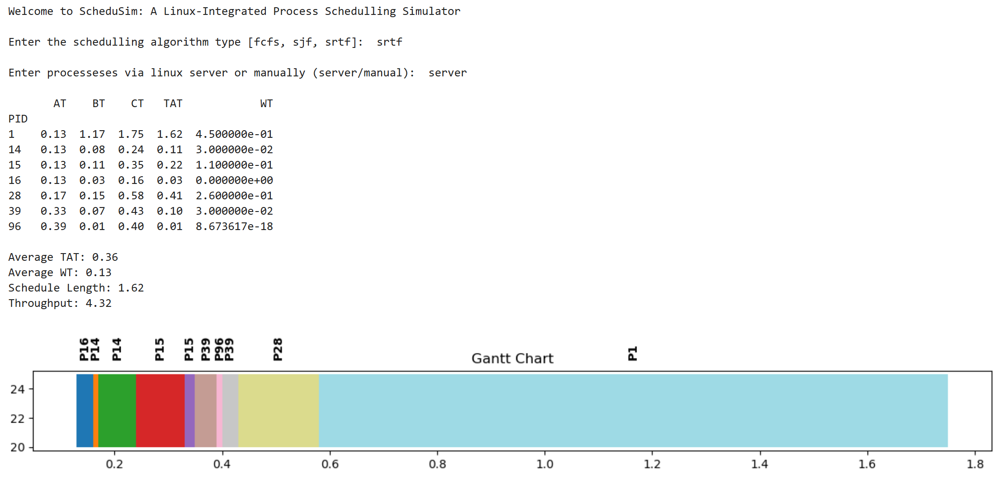 Welcome to ScheduSim: A Linux-Integrated Process Schedulling Simulator
Enter the schedulling algorithm type [fcfs, sjf, srtf]:  srtf
Enter processeses via linux server or manually (server/manual):  server
AT BT CT TAT WT
PID
1 0.13 1.17 1.75 1.62 4.500000e-01
14 0.13 0.08 0.24 0.11 3.000000e-02
15 0.13 0.11 0.35 0.22 1.100000e-01
16 0.13 0.03 0.16 0.03 0.000000e+00
28 0.17 0.15 0.58 0.41 2.600000e-01
39 0.33 0.07 0.43 0.10 3.000000e-02
96 0.39 0.01 0.40 0.01 8.673617e-18
Average TAT: 0.36
Average WT: 0.13
Schedule Length: 1.62
Throughput: 4.32
P16 P14 P14 P15 P15 P39 P96 P39 P28 P1
Gantt Chart
24
22
20
0.2 0.4 0.6 0.8 1.0 1.2 1.4 1.6 1.8